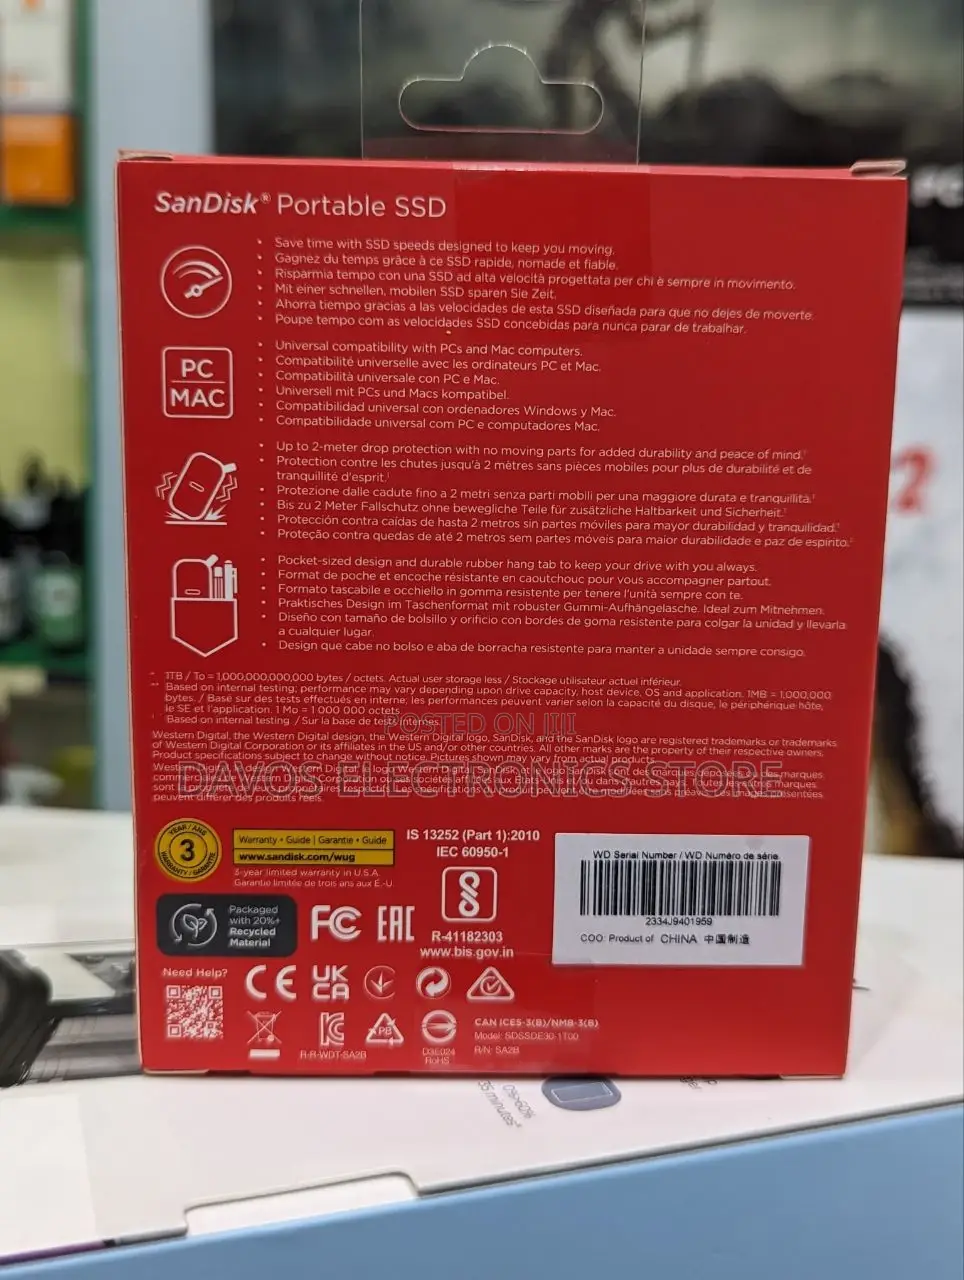 SanDisk® Portable SSD
• Save time with SSD speeds designed to keep you moving.
• Gagnez du temps grâce à ce SSD rapide, nomade et fiable.
• Risparmia tempo con una SSD ad alta velocità progettata per chi è sempre in movimento.
• Mit einer schnellen, mobilen SSD sparen Sie Zeit.
• Ahorra tiempo gracias a las velocidades de esta SSD diseñada para que no dejes de moverte.
• Poupe tempo com as velocidades SSD concebidas para nunca parar de trabalhar.
PC
MAC
• Universal compatibility with PCs and Mac computers.
• Compatibilité universelle avec les ordinateurs PC et Mac.
• Compatibilità universale con PC e Mac.
• Universell mit PCs und Macs kompatibel.
• Compatibilidad universal con ordenadores Windows y Mac.
• Compatibilidade universal com PC e computadores Mac.
• Up to 2-meter drop protection with no moving parts for added durability and peace of mind.
• Protection contre les chutes jusqu'à 2 mètres sans pièces mobiles pour plus de durabilité et de
tranquillité d'esprit.
• Protezione dalle cadute fino a 2 metri senza parti mobili per una maggiore durata e tranquillità.
• Bis zu 2 Meter Fallschutz ohne bewegliche Teile für zusätzliche Haltbarkeit und Sicherheit.
• Protección contra caídas de hasta 2 metros sin partes móviles para mayor durabilidad y tranquilidad.
• Proteção contra quedas de até 2 metros sem partes móveis para maior durabilidade e paz de espírito.
• Pocket-sized design and durable rubber hang tab to keep your drive with you always.
• Format de poche et encoche résistante en caoutchouc pour vous accompagner partout.
• Formato tascabile e occhiello in gomma resistente per tenere l'unità sempre con te.
• Praktisches Design im Taschenformat mit robuster Gummi-Aufhängelasche. Ideal zum Mitnehmen.
• Diseño con tamaño de bolsillo y orificio con bordes de goma resistente para colgar la unidad y llevarla
a cualquier lugar.
• Design que cabe no bolso e aba de borracha resistente para manter a unidade sempre consigo.
* 1TB / To = 1,000,000,000,000 bytes / octets. Actual user storage less / Stockage utilisateur actuel inférieur.
** Based on internal testing; performance may vary depending upon drive capacity, host device, OS and application. 1MB = 1,000,000
bytes. / Basé sur des tests effectués en interne; les performances peuvent varier selon la capacité du disque, le périphérique hôte,
le SE et l'application. 1 Mo = 1 000 000 octets.
Based on internal testing. / Sur la base de tests internes.
POSTED ON JIJI
Western Digital, the Western Digital design, the Western Digital logo, SanDisk, and the SanDisk logo are registered trademarks or trademarks
of Western Digital Corporation or its affiliates in the US and/or other countries. All other marks are the property of their respective owners.
Product specifications subject to change without notice. Pictures shown may vary from actual products.
DAVOS ELECTRONICS STORE
peuvent différer des produits réels.
YEAR / ANS
3
WARRANTY / GARANTIE
Warranty • Guide | Garantie • Guide
www.sandisk.com/wug
3-year limited warranty in U.S.A.
Garantie limitée de trois ans aux É.-U.
IS 13252 (Part 1):2010
IEC 60950-1
R-41182303
www.bis.gov.in
WD Serial Number / WD Numéro de série
2334J9401959
COO: Product of CHINA 中国制造
Packaged
with 20%+
Recycled
Material
FC
EAC
Need Help?
CE
UK
CA
PB
R-R-WDT-SA2B
D3E024
RoHS
CAN ICES-3(B)/NMB-3(B)
Model: SDSSDE30-1T00
R/N: SA2B
0%-60%
35 minutes*
2